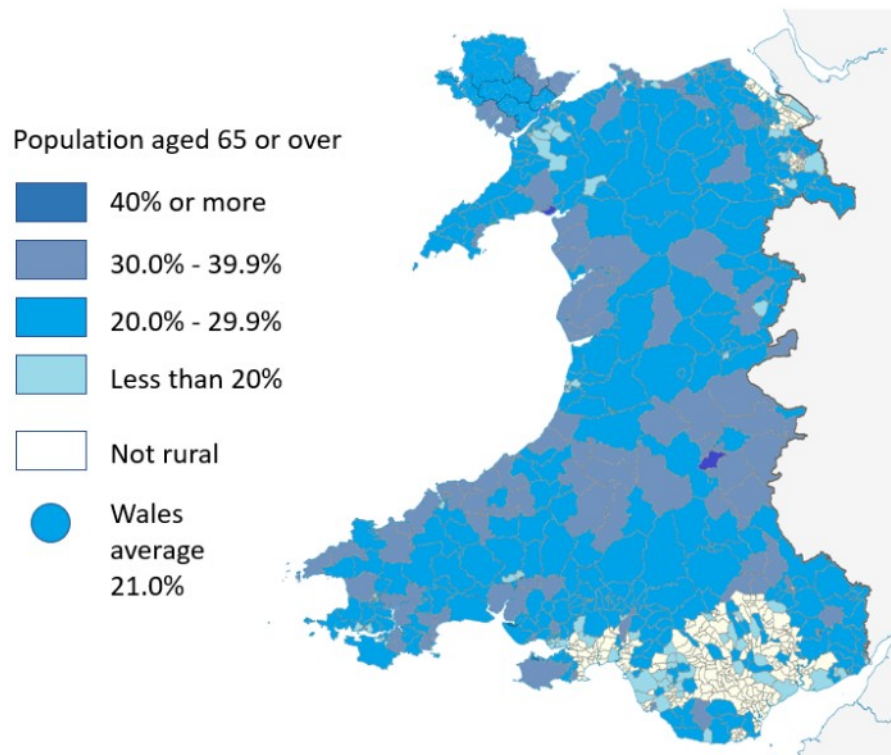 Population aged 65 or over
40% or more
30.0% - 39.9%
20.0% - 29.9%
Less than 20%
Not rural
Wales
average
21.0%